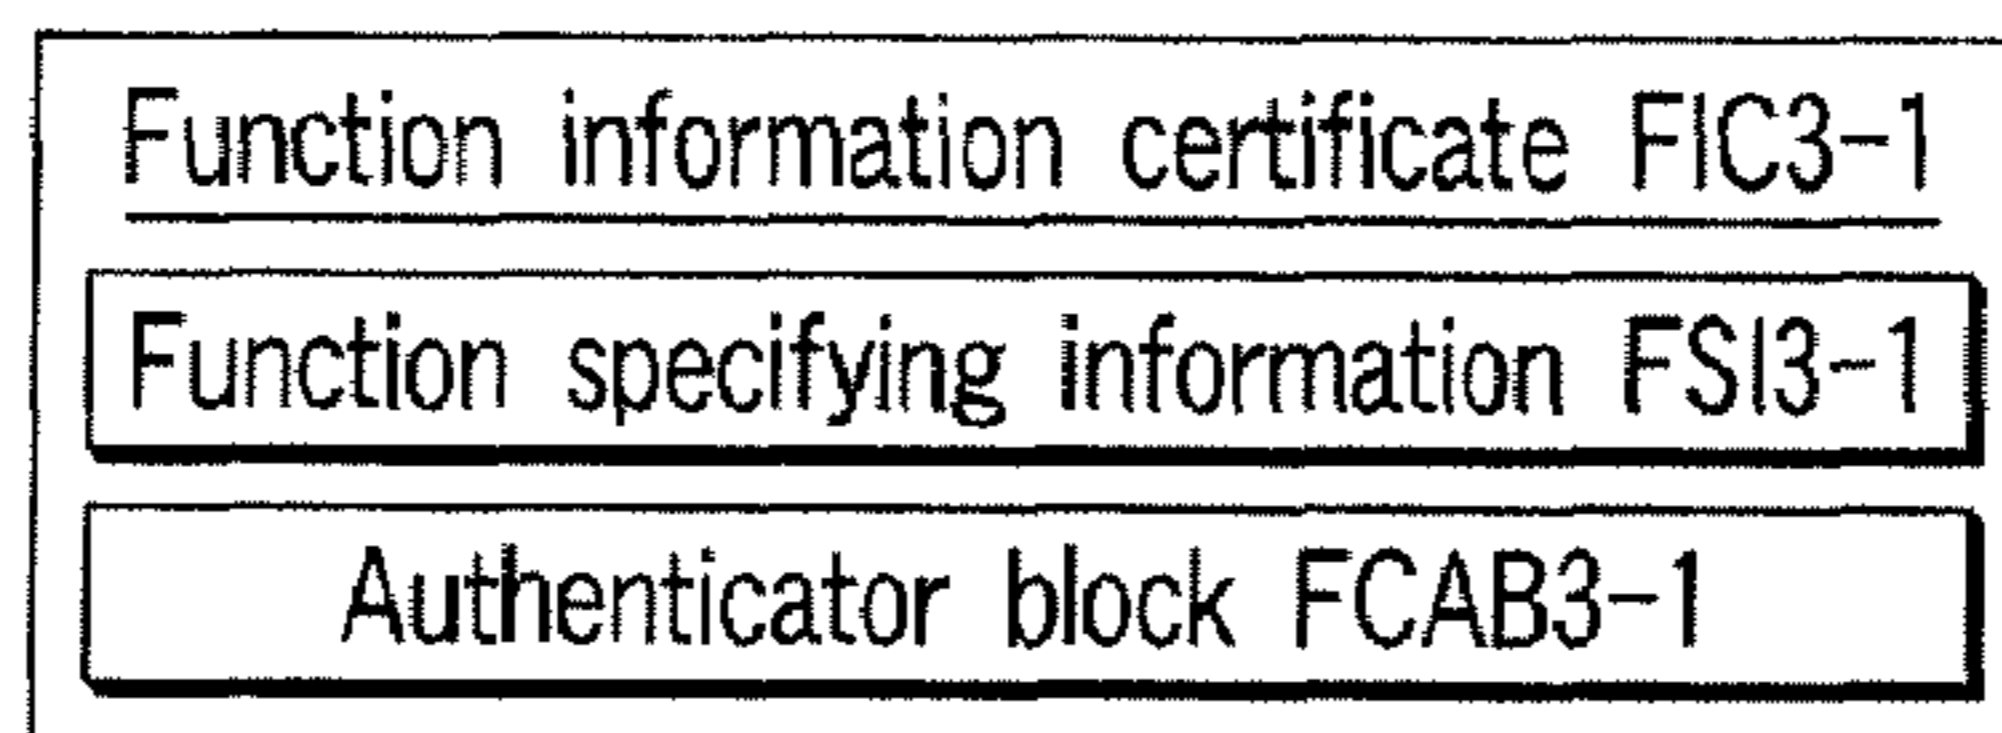 Function information certificate FIC3-1
Function specifying information FSI3-1
Authenticator block FCAB3-1